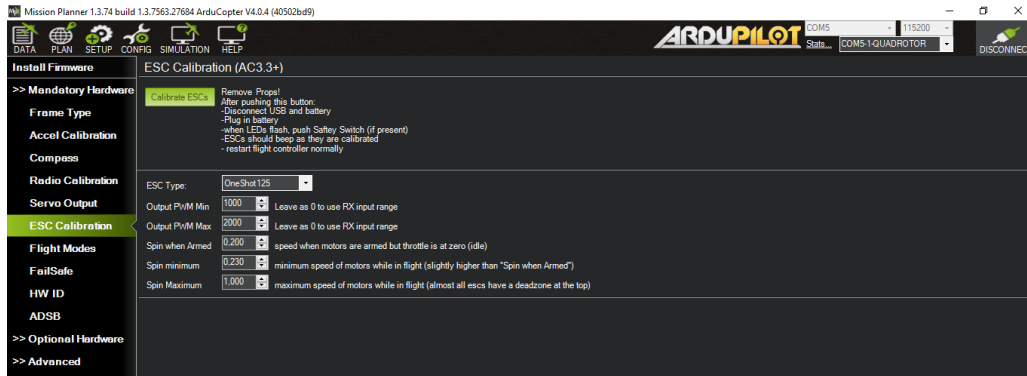 Mission Planner 1.3.74 build 1.3.7563.27684 ArduCopter V4.0.4 (40502bd9)
DATA PLAN SETUP CONFIG SIMULATION HELP
ARDUPILOT
COM5 115200
Stats... COM5-1-QUADROTOR
DISCONNEC
Install Firmware
>> Mandatory Hardware
Frame Type
Accel Calibration
Compass
Radio Calibration
Servo Output
ESC Calibration
Flight Modes
FailSafe
HW ID
ADSB
>> Optional Hardware
>> Advanced
ESC Calibration (AC3.3+)
Calibrate ESCs
Remove Props!
After pushing this button:
-Disconnect USB and battery
-Plug in battery
-when LEDs flash, push Saftey Switch (if present)
-ESCs should beep as they are calibrated
- restart flight controller normally
ESC Type: OneShot125
Output PWM Min 1000 Leave as 0 to use RX input range
Output PWM Max 2000 Leave as 0 to use RX input range
Spin when Armed 0,200 speed when motors are armed but throttle is at zero (idle)
Spin minimum 0,230 minimum speed of motors while in flight (slightly higher than "Spin when Armed")
Spin Maximum 1,000 maximum speed of motors while in flight (almost all escs have a deadzone at the top)